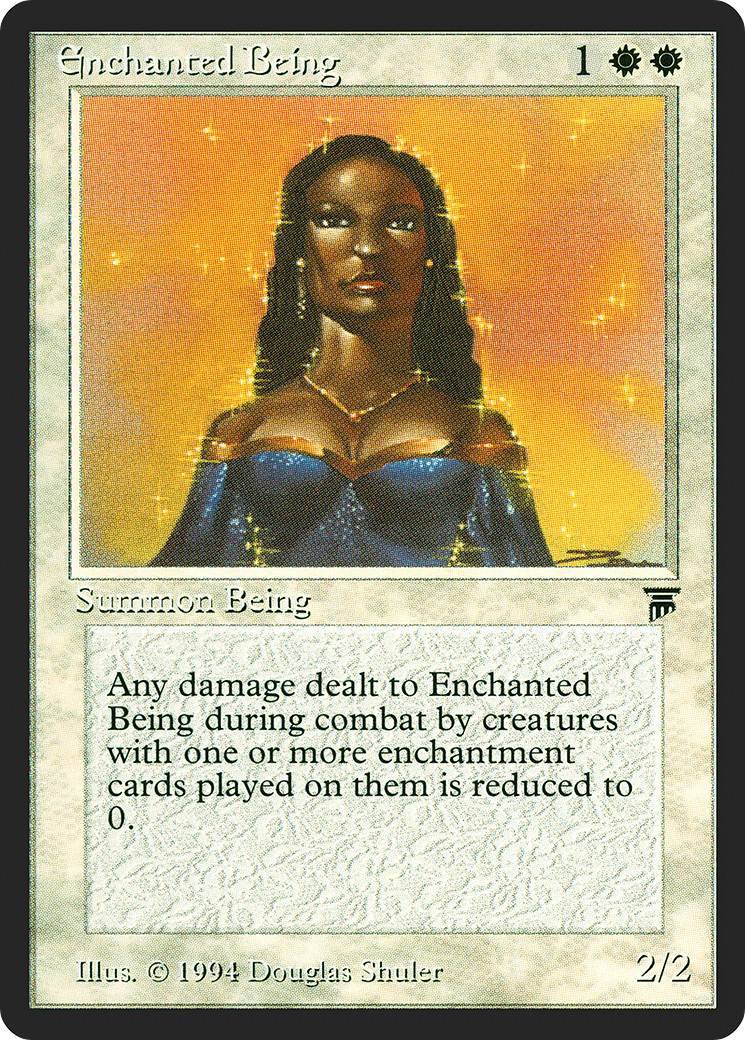 Enchanted Being 1
Summon Being
Any damage dealt to Enchanted
Being during combat by creatures
with one or more enchantment
cards played on them is reduced to
0.
Illus. © 1994 Douglas Shuler 2/2